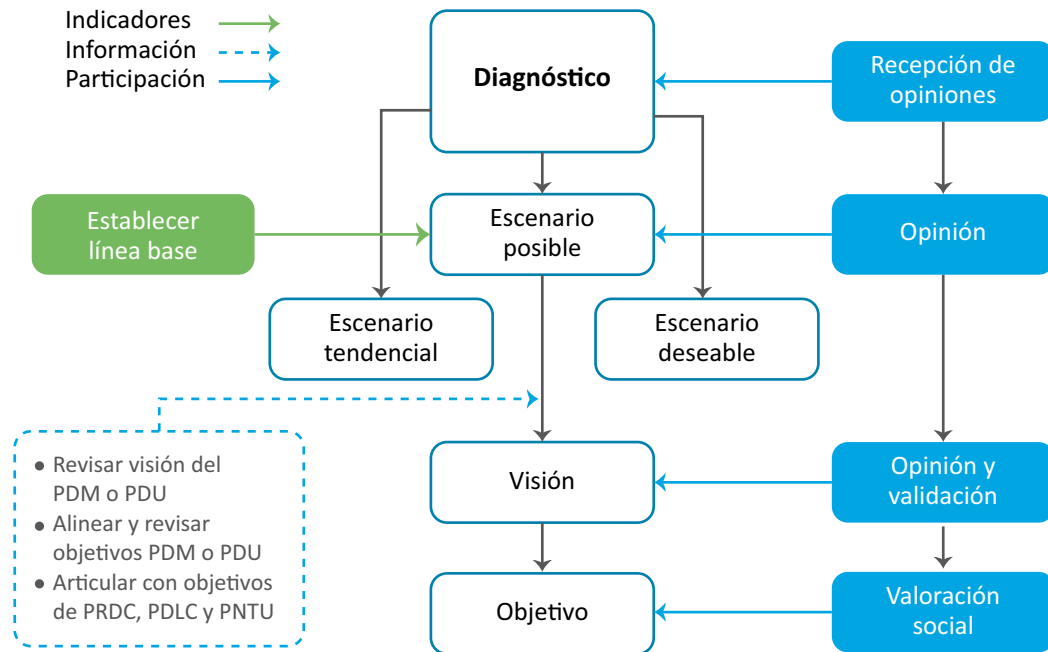 Indicadores
Información
Participación
Diagnóstico
Recepción de
opiniones
Establecer
línea base
Escenario
posible
Opinión
Escenario
tendencial
Escenario
deseable
• Revisar visión del
PDM o PDU
• Alinear y revisar
objetivos PDM o PDU
• Articular con objetivos
de PRDC, PDLC y PNTU
Visión
Opinión y
validación
Objetivo
Valoración
social